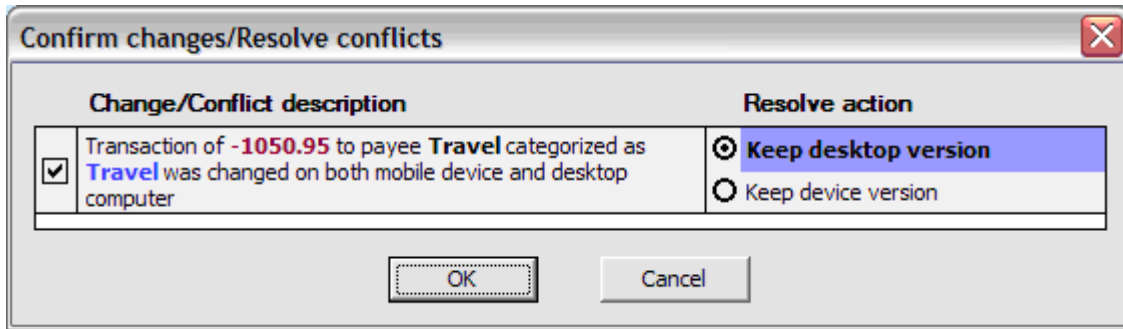 Confirm changes/Resolve conflicts
Change/Conflict description
Resolve action
Transaction of -1050.95 to payee Travel categorized as
Travel was changed on both mobile device and desktop
computer
Keep desktop version
Keep device version
OK
Cancel